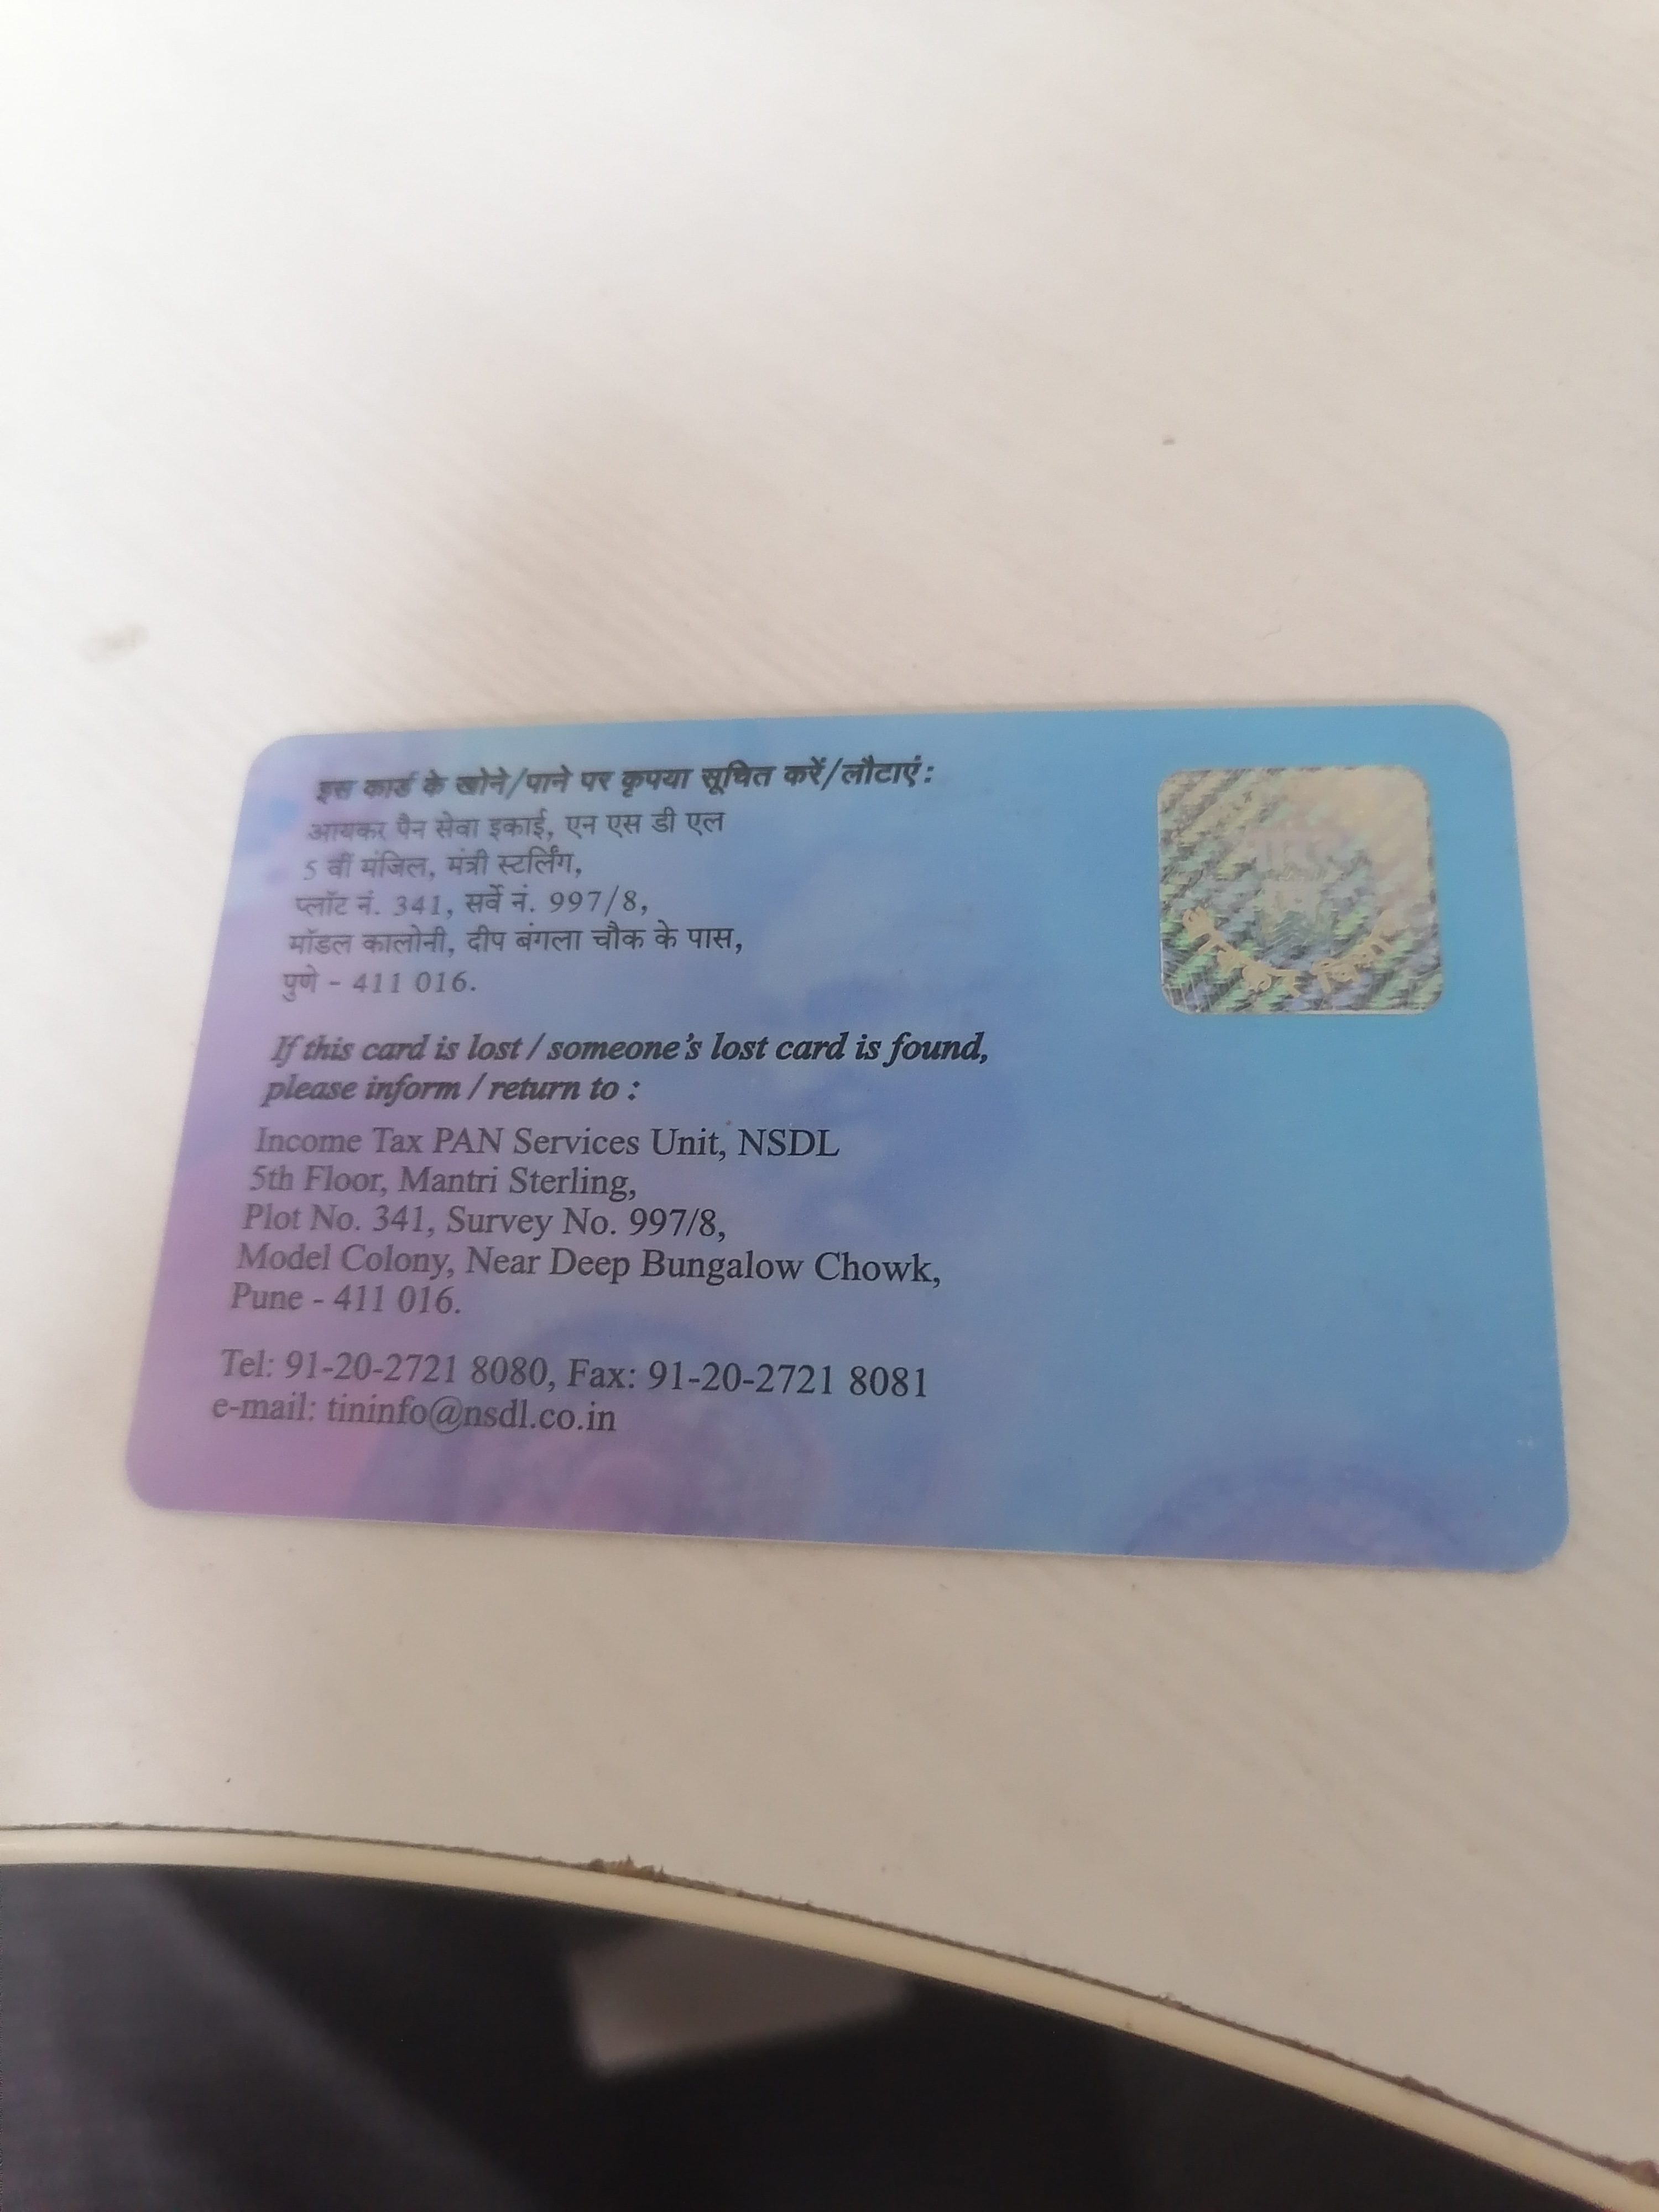 इस कार्ड के खोने/पाने पर कृपया सूचित करें/लौटाएं:
आयकर पैन सेवा इकाई, एन एस डी एल
5 वीं मंजिल, मंत्री स्टर्लिंग,
प्लॉट नं. 341, सर्वे नं. 997/8,
मॉडल कालोनी, दीप बंगला चौक के पास,
पुणे - 411 016.
If this card is lost / someone's lost card is found,
please inform / return to :
Income Tax PAN Services Unit, NSDL
5th Floor, Mantri Sterling,
Plot No. 341, Survey No. 997/8,
Model Colony, Near Deep Bungalow Chowk,
Pune - 411 016.
Tel: 91-20-2721 8080, Fax: 91-20-2721 8081
e-mail: tininfo@nsdl.co.in